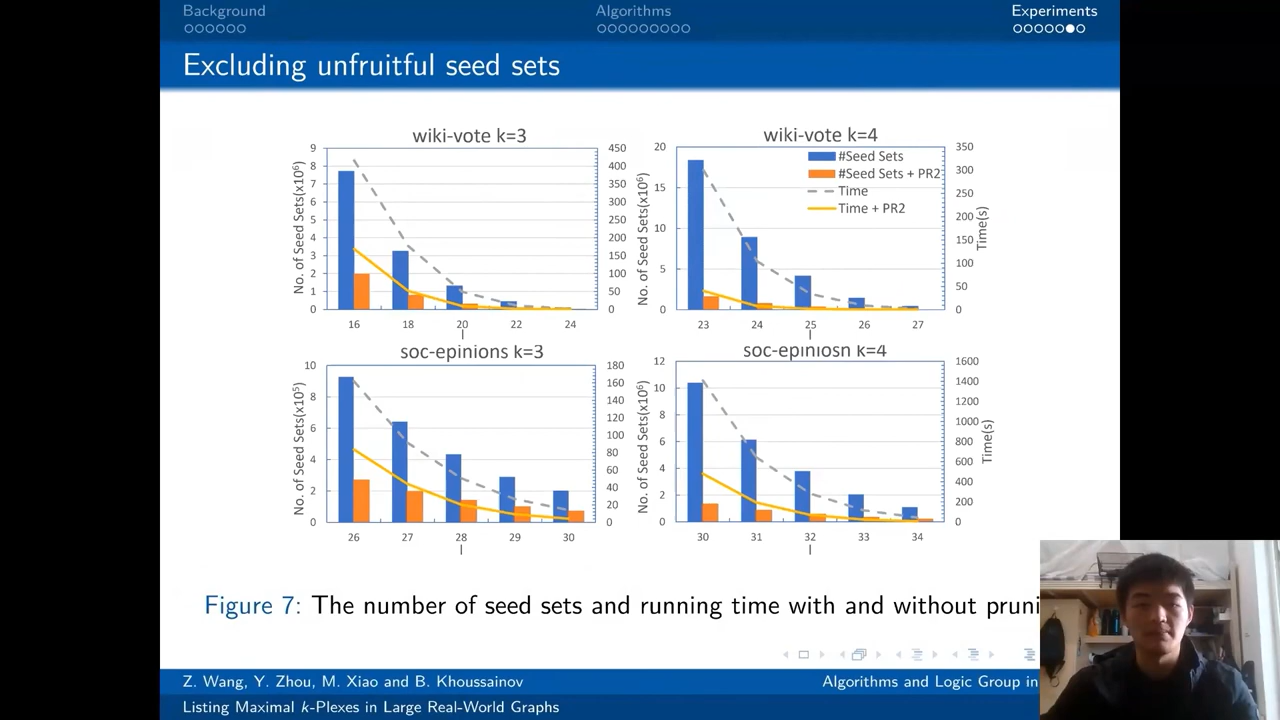 Background Algorithms Experiments
Excluding unfruitful seed sets
wiki-vote k=3
No. of Seed Sets(x10⁶)
9 8 7 6 5 4 3 2 1 0
450 400 350 300 250 200 150 100 50 0
16 18 20 22 24
l
wiki-vote k=4
No. of Seed Sets(x10⁶)
20 15 10 5 0
#Seed Sets
#Seed Sets + PR2
Time
Time + PR2
350 300 250 200 150 100 50 0
Time(s)
23 24 25 26 27
l
soc-epinions k=3
No. of Seed Sets(x10⁵)
10 8 6 4 2 0
180 160 140 120 100 80 60 40 20 0
26 27 28 29 30
l
soc-epiniosn k=4
No. of Seed Sets(x10⁶)
12 10 8 6 4 2 0
1600 1400 1200 1000 800 600 400 200 0
Time(s)
30 31 32 33 34
l
Figure 7: The number of seed sets and running time with and without pruni
Z. Wang, Y. Zhou, M. Xiao and B. Khoussainov Algorithms and Logic Group in
Listing Maximal k-Plexes in Large Real-World Graphs